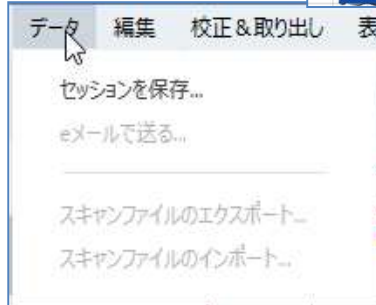 データ 編集 校正＆取り出し 表
セッションを保存...
eメールで送る...
スキャンファイルのエクスポート...
スキャンファイルのインポート...